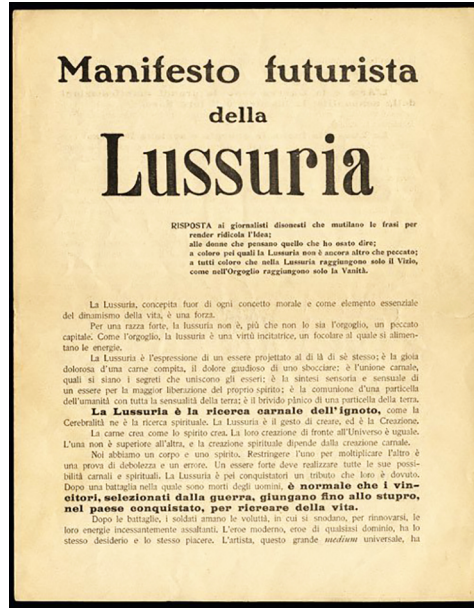 Manifesto futurista
della
Lussuria
RISPOSTA ai giornalisti disonesti che mutilano le frasi per
render ridicola l'Idea;
alle donne che pensano quello che ho osato dire;
a coloro pei quali la Lussuria non è ancora altro che peccato;
a tutti coloro che nella Lussuria raggiungono solo il Vizio,
come nell'Orgoglio raggiungono solo la Vanità.
La Lussuria, concepita fuor di ogni concetto morale e come elemento essenziale
del dinamismo della vita, è una forza.
Per una razza forte, la lussuria non è, più che non lo sia l'orgoglio, un peccato
capitale. Come l'orgoglio, la lussuria è una virtù incitatrice, un focolare al quale si alimen-
tano le energie.
La Lussuria è l'espressione di un essere projettato al di là di sè stesso; è la gioia
dolorosa d'una carne compita, il dolore gaudioso di uno sbocciare; è l'unione carnale,
quali si siano i segreti che uniscono gli esseri; è la sintesi sensoria e sensuale di
un essere per la maggior liberazione del proprio spirito; è la comunione d'una particella
dell'umanità con tutta la sensualità della terra; è il brivido pànico di una particella della terra.
La Lussuria è la ricerca carnale dell'ignoto, come la
Cerebralità ne è la ricerca spirituale. La Lussuria è il gesto di creare, ed è la Creazione.
La carne crea come lo spirito crea. La loro creazione di fronte all'Universo è uguale.
L'una non è superiore all'altra, e la creazione spirituale dipende dalla creazione carnale.
Noi abbiamo un corpo e uno spirito. Restringere l'uno per moltiplicare l'altro è
una prova di debolezza e un errore. Un essere forte deve realizzare tutte le sue possi-
bilità carnali e spirituali. La Lussuria è pei conquistatori un tributo che loro è dovuto.
Dopo una battaglia nella quale sono morti degli uomini, è normale che i vin-
citori, selezionati dalla guerra, giungano fino allo stupro,
nel paese conquistato, per ricreare della vita.
Dopo le battaglie, i soldati amano le voluttà, in cui si snodano, per rinnovarsi, le
loro energie incessantemente assaltanti. L'eroe moderno, eroe di qualsiasi dominio, ha lo
stesso desiderio e lo stesso piacere. L'artista, questo grande medium universale, ha